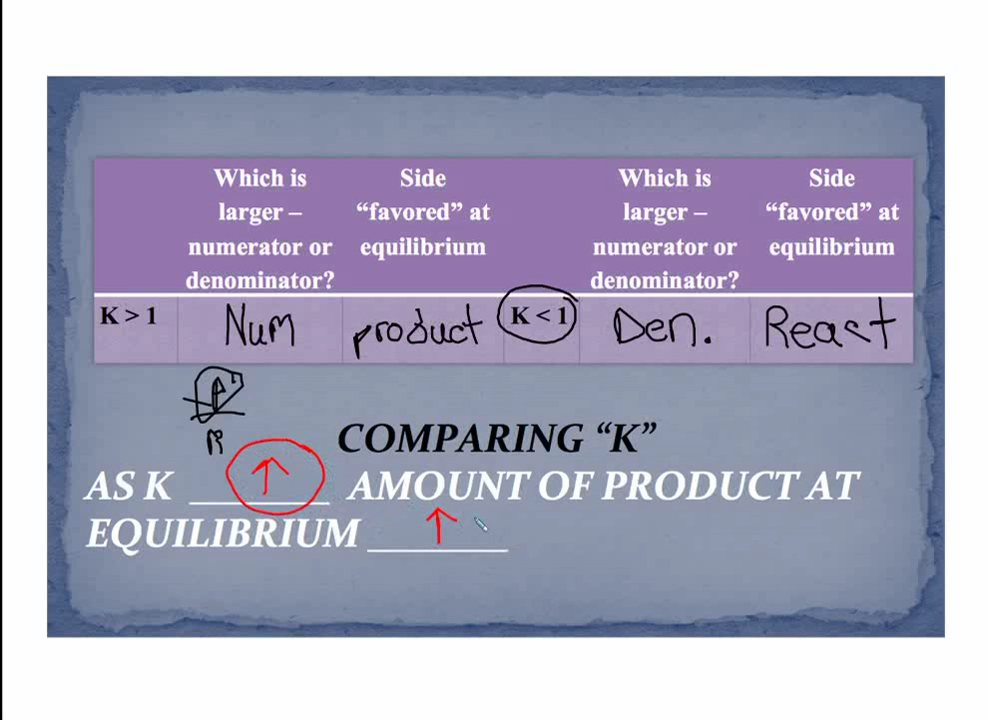 Which is larger – numerator or denominator?
Side “favored” at equilibrium
Which is larger – numerator or denominator?
Side “favored” at equilibrium
K > 1 Num product K < 1 Den. React
P
R
COMPARING “K”
AS K ↑ AMOUNT OF PRODUCT AT
EQUILIBRIUM ↑